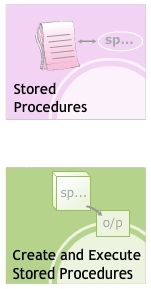 sp...
Stored
Procedures
sp...
o/p
Create and Execute
Stored Procedures